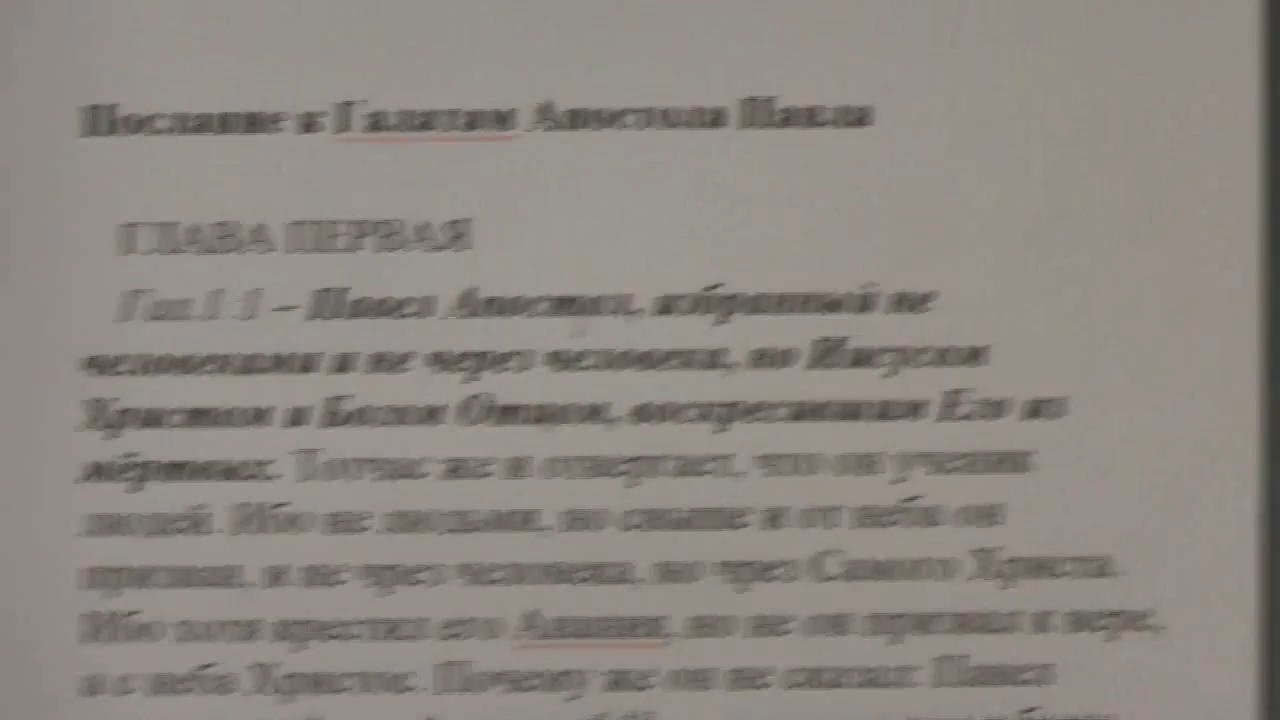 Послание к Галатам Апостола Павла
ГЛАВА ПЕРВАЯ
Гал.1:1 – Павел Апостол, избранный не
человеками и не через человека, но Иисусом
Христом и Богом Отцом, воскресившим Его из
мёртвых. Тотчас же и отвергает, что он ученик
людей. Ибо не людьми, но свыше и от неба он
призван, и не чрез человека, но чрез Самого Христа.
Ибо хотя крестил его Анания, но не он призвал к вере,
а с неба Христос. Почему же он не сказал: Павел